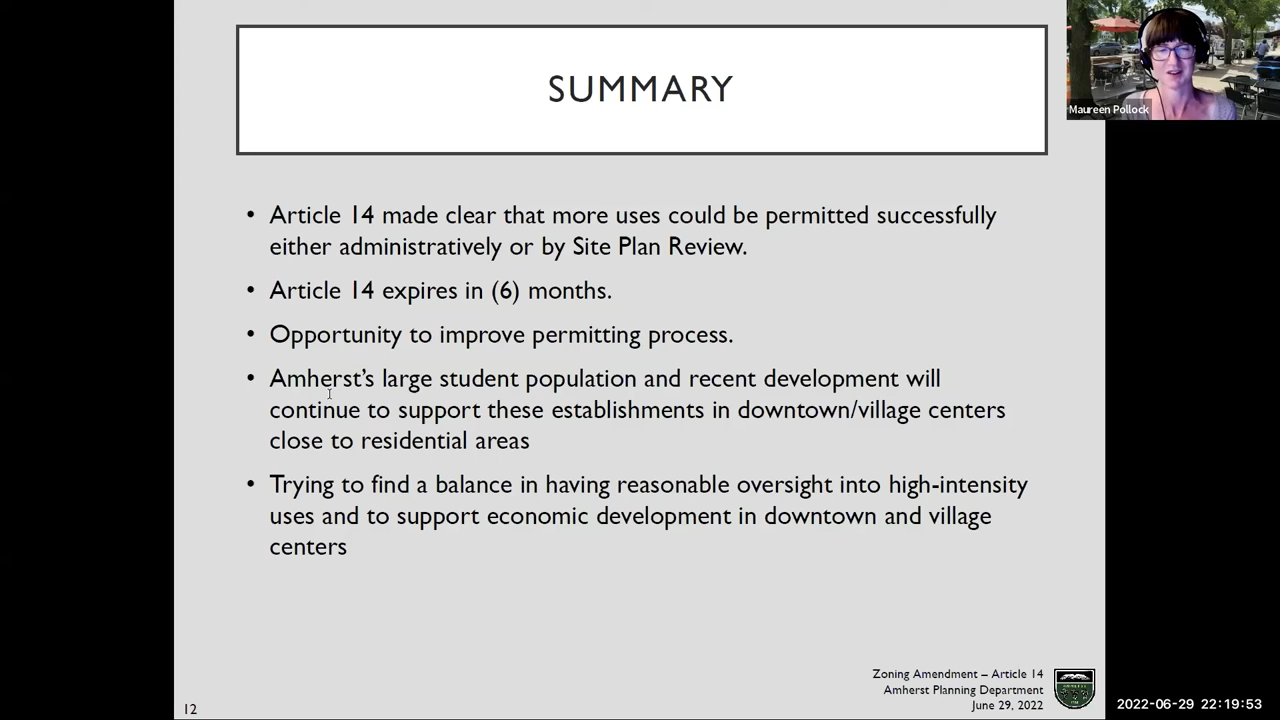 SUMMARY
Maureen Pollock
• Article 14 made clear that more uses could be permitted successfully
either administratively or by Site Plan Review.
• Article 14 expires in (6) months.
• Opportunity to improve permitting process.
• Amherst’s large student population and recent development will
continue to support these establishments in downtown/village centers
close to residential areas
• Trying to find a balance in having reasonable oversight into high-intensity
uses and to support economic development in downtown and village
centers
Zoning Amendment – Article 14
Amherst Planning Department
June 29, 2022
12
2022-06-29 22:19:53